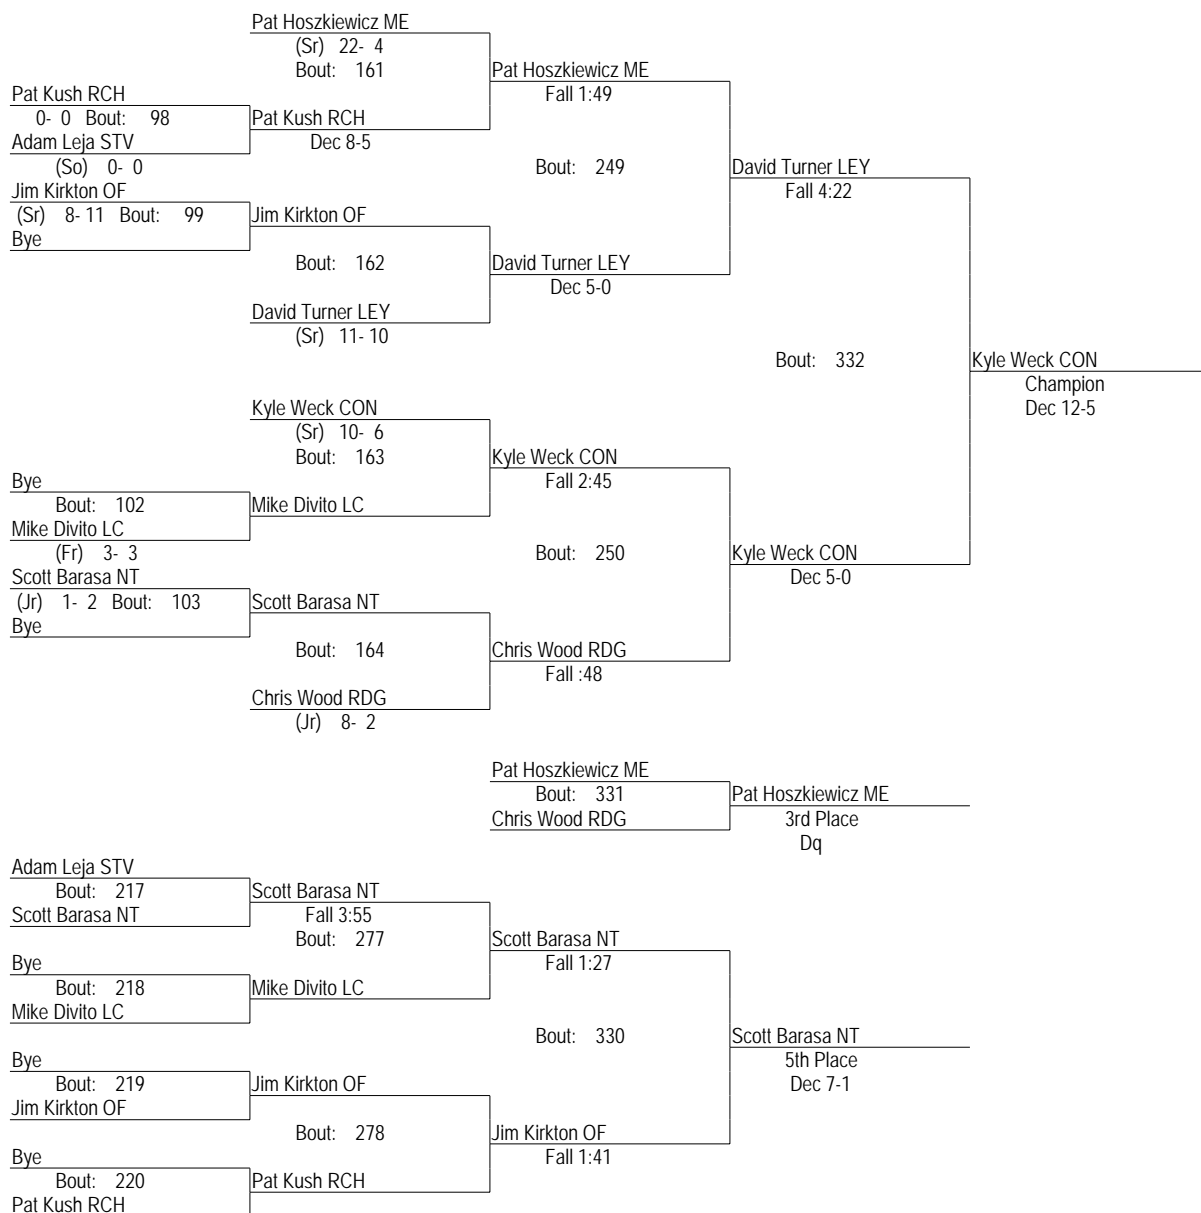 Pat Hoszkiewicz ME
(Sr) 22- 4
Bout: 161
Pat Hoszkiewicz ME
Fall 1:49
Pat Kush RCH
0- 0 Bout: 98
Pat Kush RCH
Dec 8-5
Adam Leja STV
(So) 0- 0
Bout: 249
David Turner LEY
Fall 4:22
Jim Kirkton OF
(Sr) 8- 11 Bout: 99
Jim Kirkton OF
Bye
Bout: 162
David Turner LEY
Dec 5-0
David Turner LEY
(Sr) 11- 10
Bout: 332
Kyle Weck CON
Champion
Dec 12-5
Kyle Weck CON
(Sr) 10- 6
Bout: 163
Kyle Weck CON
Fall 2:45
Bye
Bout: 102
Mike Divito LC
Mike Divito LC
(Fr) 3- 3
Bout: 250
Kyle Weck CON
Dec 5-0
Scott Barasa NT
(Jr) 1- 2 Bout: 103
Scott Barasa NT
Bye
Bout: 164
Chris Wood RDG
Fall :48
Chris Wood RDG
(Jr) 8- 2
Pat Hoszkiewicz ME
Bout: 331
Pat Hoszkiewicz ME
Chris Wood RDG
3rd Place
Dq
Adam Leja STV
Bout: 217
Scott Barasa NT
Scott Barasa NT
Fall 3:55
Bout: 277
Scott Barasa NT
Fall 1:27
Bye
Bout: 218
Mike Divito LC
Mike Divito LC
Bout: 330
Scott Barasa NT
5th Place
Dec 7-1
Bye
Bout: 219
Jim Kirkton OF
Jim Kirkton OF
Bout: 278
Jim Kirkton OF
Fall 1:41
Bye
Bout: 220
Pat Kush RCH
Pat Kush RCH